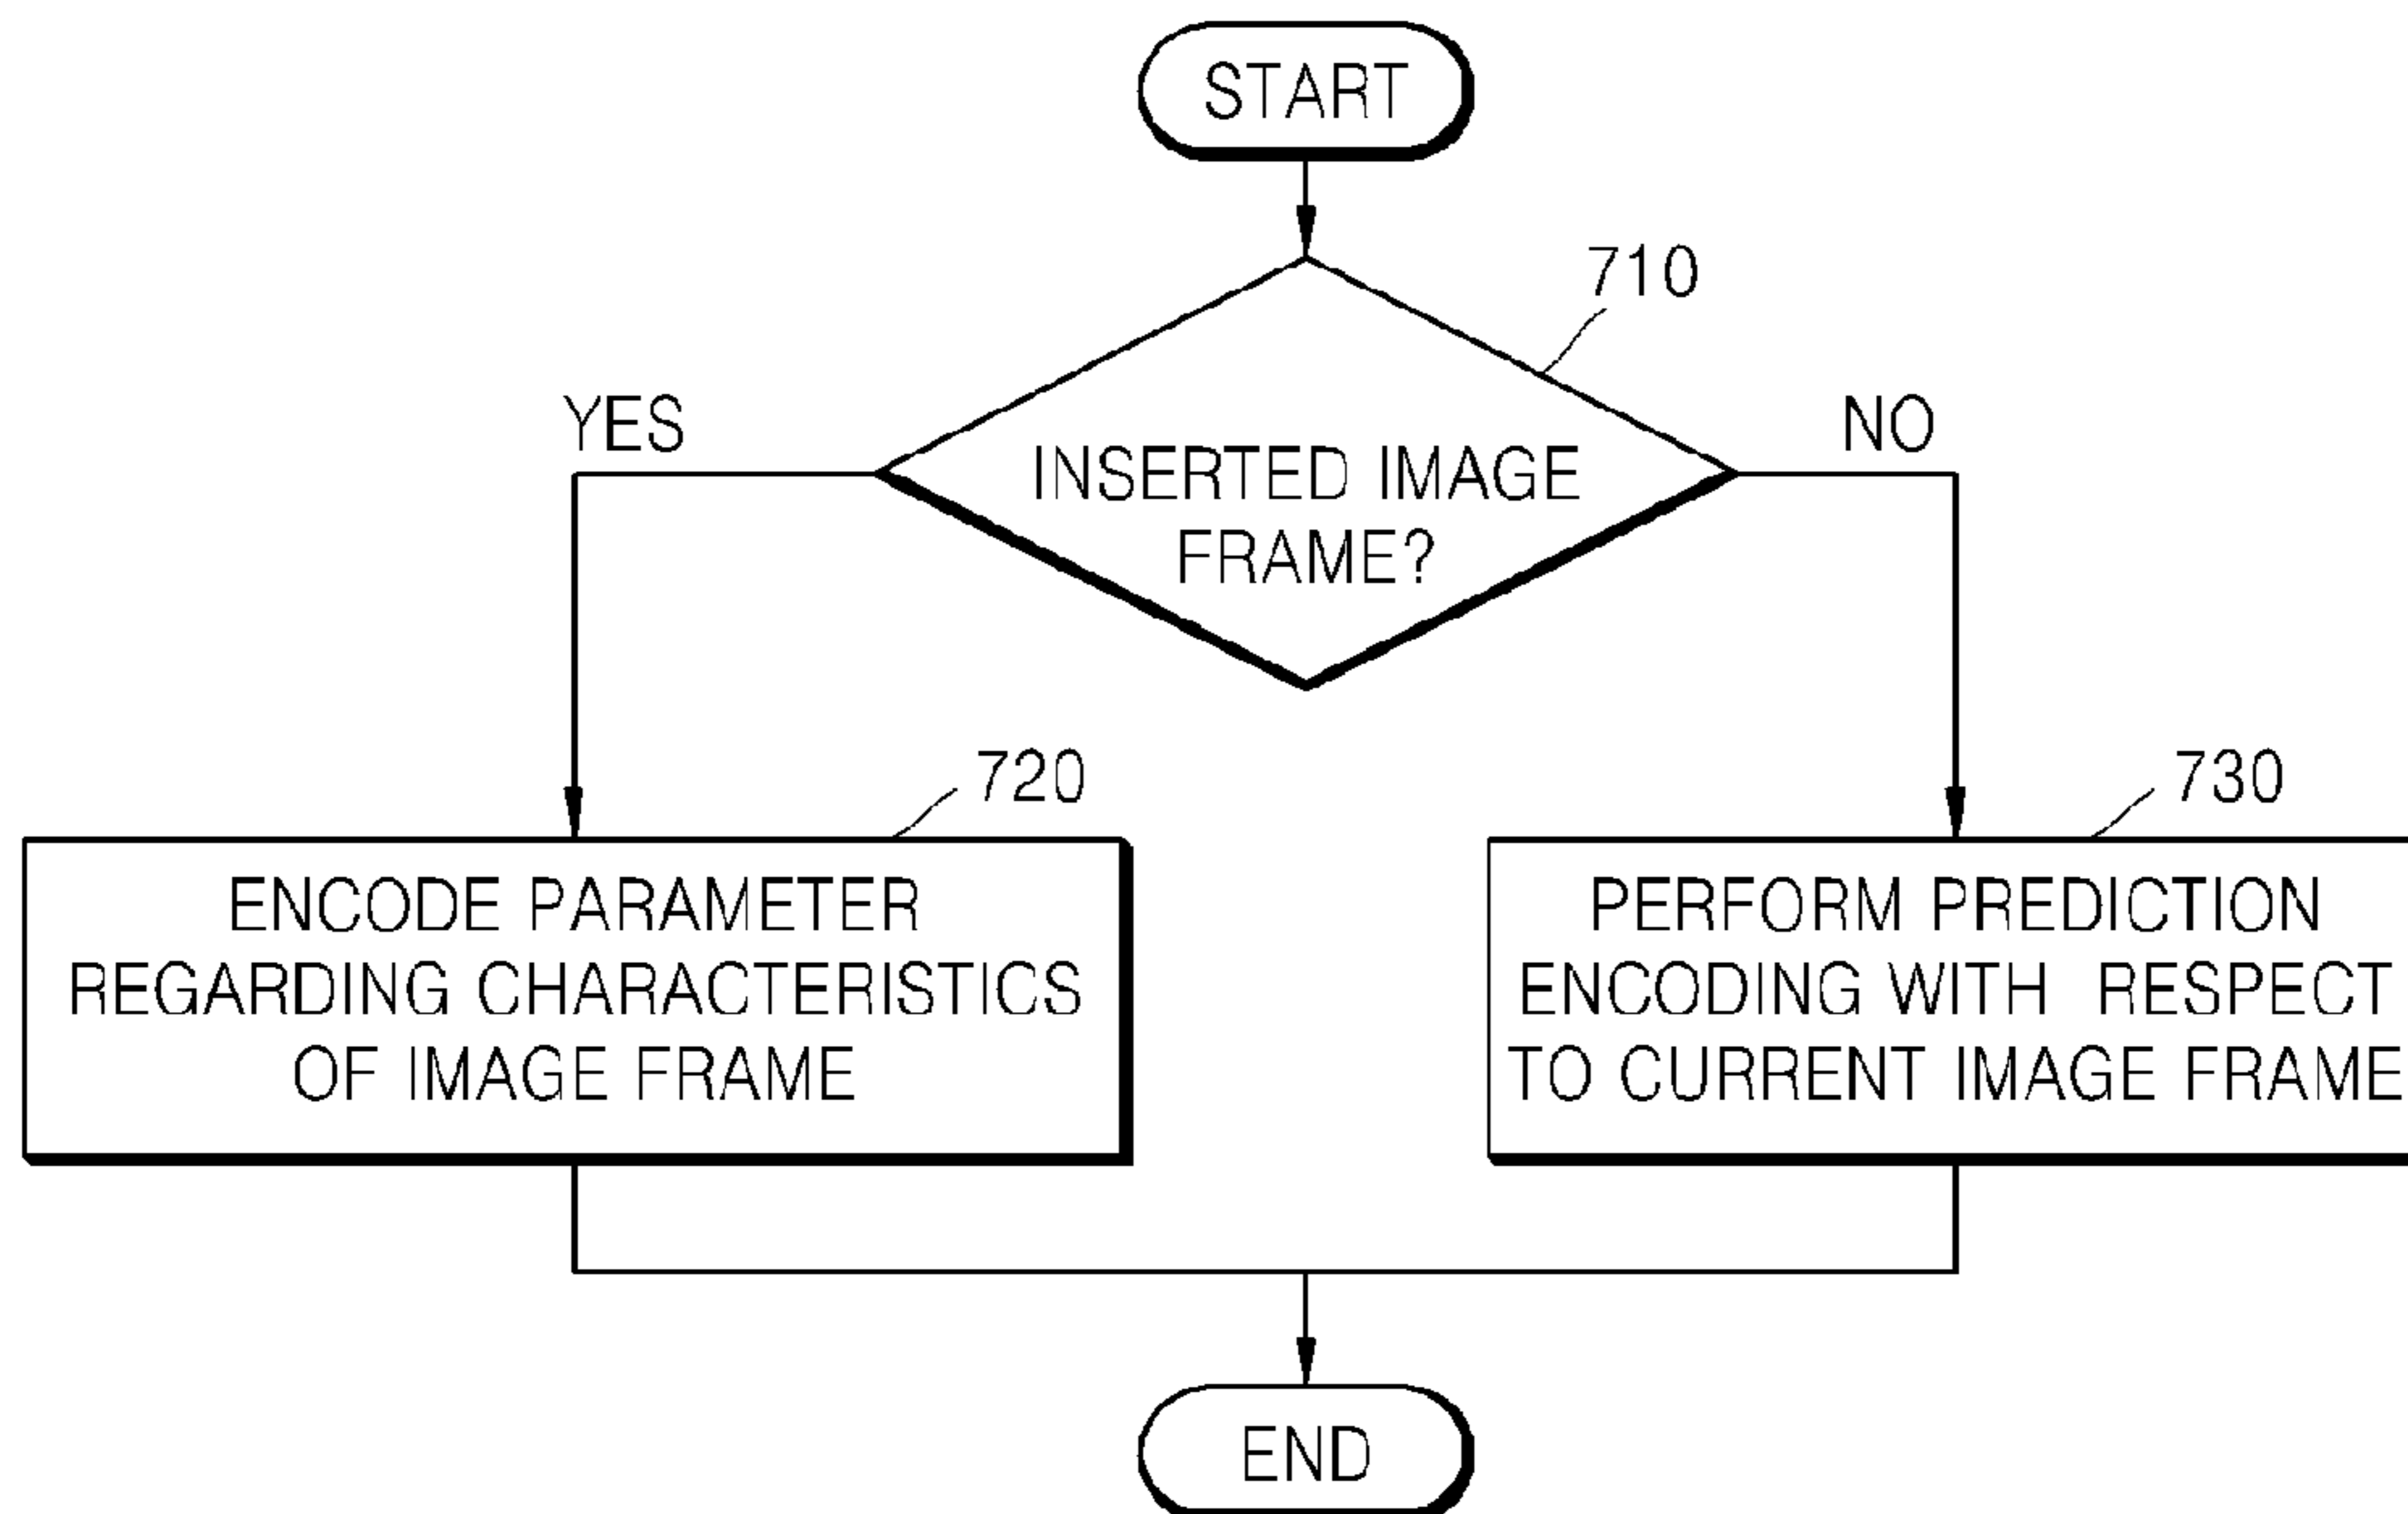 START
710
YES
NO
INSERTED IMAGE
FRAME?
720
730
ENCODE PARAMETER
REGARDING CHARACTERISTICS
OF IMAGE FRAME
PERFORM PREDICTION
ENCODING WITH RESPECT
TO CURRENT IMAGE FRAME
END